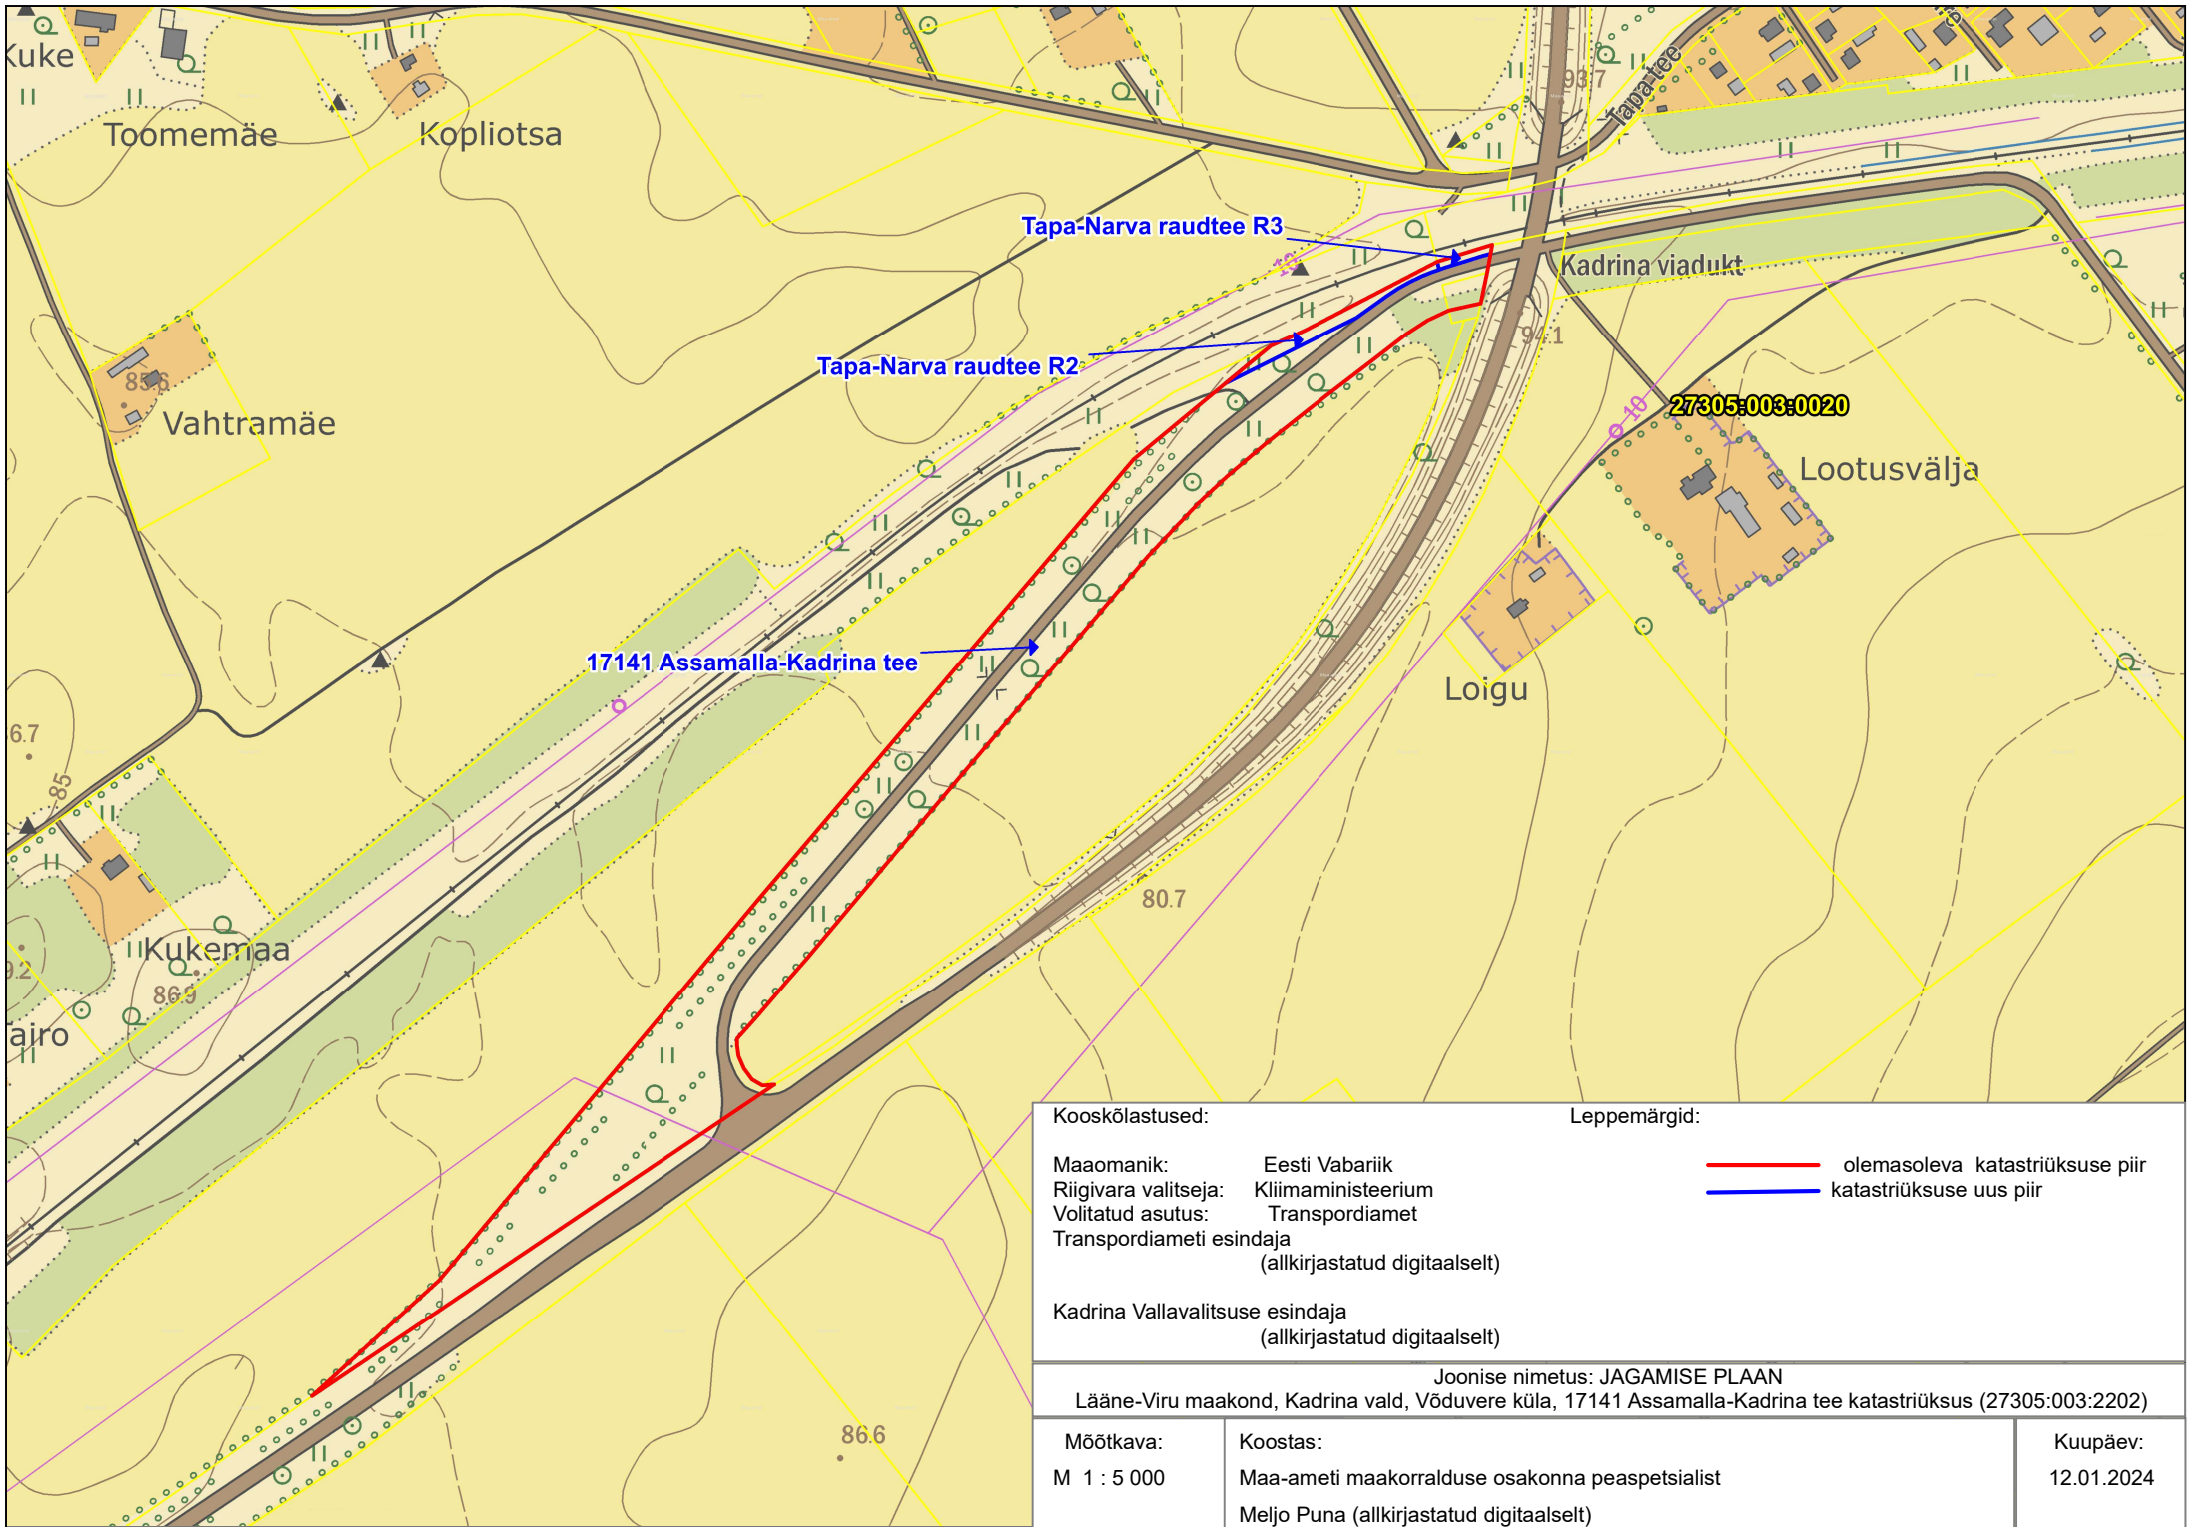 Kuke
Toomemäe
Kopliotsa
93.7
Tapa tee
Tapa-Narva raudtee R3
10
Kadrina viadukt
94.1
Tapa-Narva raudtee R2
85.6
Vahtramäe
10
27305:003:0020
Lootusvälja
17141 Assamalla-Kadrina tee
Loigu
6.7
85
80.7
Kukemaa
9.2
86.9
airo
86.6
Kooskõlastused:
Leppemärgid:
Maaomanik: Eesti Vabariik
olemasoleva katastriüksuse piir
Riigivara valitseja: Kliimaministeerium
katastriüksuse uus piir
Volitatud asutus: Transpordiamet
Transpordiameti esindaja
(allkirjastatud digitaalselt)
Kadrina Vallavalitsuse esindaja
(allkirjastatud digitaalselt)
Joonise nimetus: JAGAMISE PLAAN
Lääne-Viru maakond, Kadrina vald, Võduvere küla, 17141 Assamalla-Kadrina tee katastriüksus (27305:003:2202)
Mõõtkava:
M 1 : 5 000
Koostas:
Maa-ameti maakorralduse osakonna peaspetsialist
Meljo Puna (allkirjastatud digitaalselt)
Kuupäev:
12.01.2024